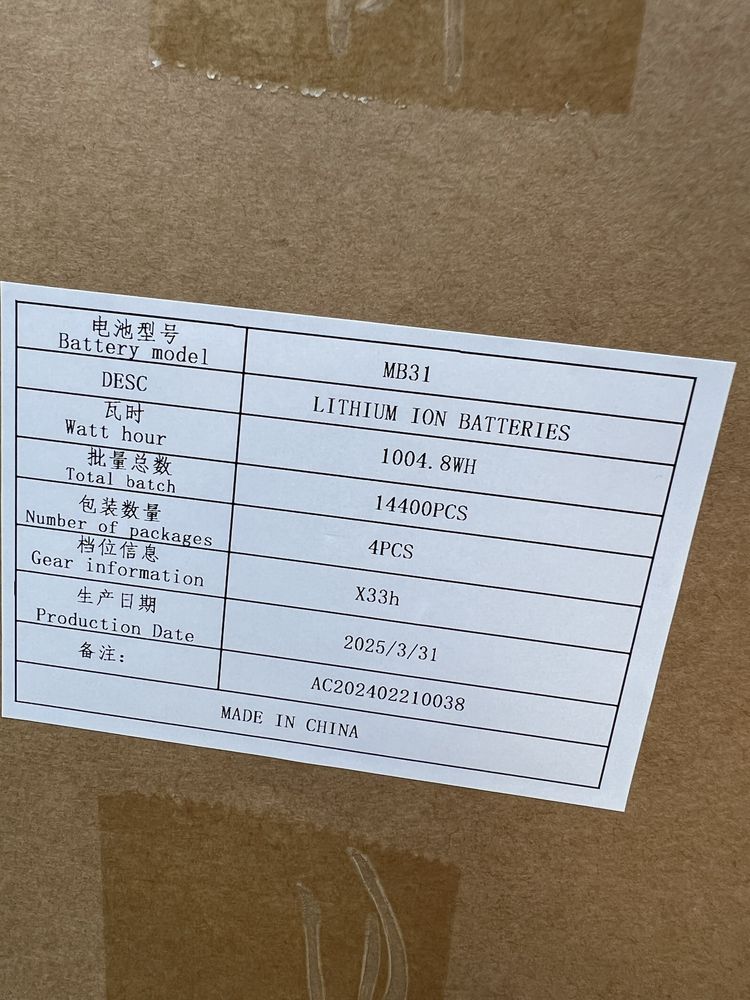 电池型号
Battery model
MB31
DESC
LITHIUM ION BATTERIES
瓦时
Watt hour
1004.8WH
批量总数
Total batch
14400PCS
包装数量
Number of packages
4PCS
档位信息
Gear information
X33h
生产日期
Production Date
2025/3/31
备注：
AC202402210038
MADE IN CHINA